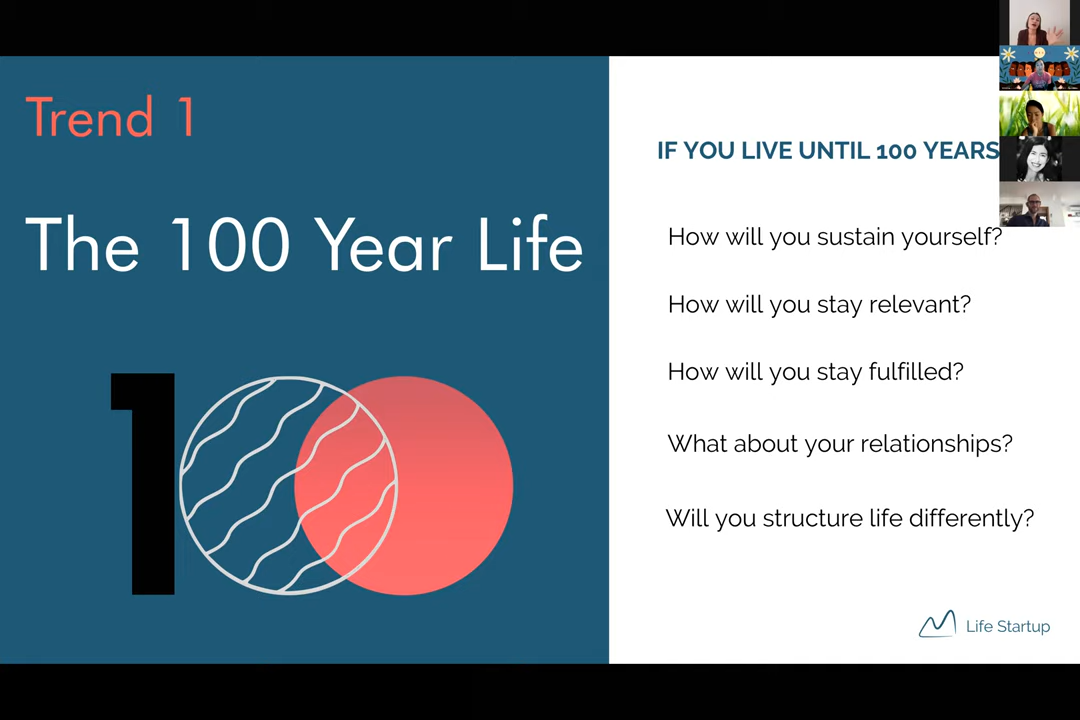 Trend 1
The 100 Year Life
100
IF YOU LIVE UNTIL 100 YEARS
How will you sustain yourself?
How will you stay relevant?
How will you stay fulfilled?
What about your relationships?
Will you structure life differently?
Life Startup